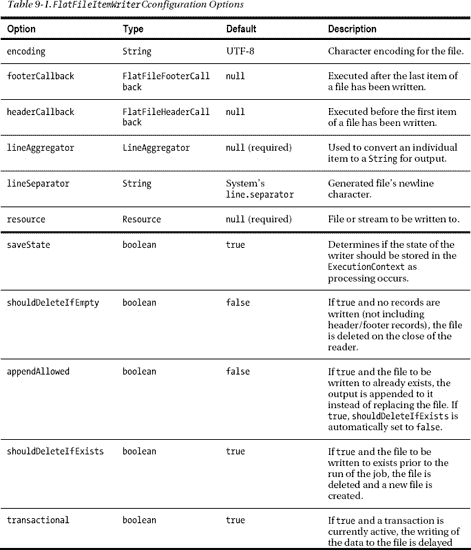 Table 9-1. FlatFileItemWriter Cconfiguration Options
Option Type Default Description
encoding String UTF-8 Character encoding for the file.
footerCallback FlatFileFooterCall null Executed after the last item of
back a file has been written.
headerCallback FlatFileHeaderCall null Executed before the first item
back of a file has been written.
lineAggregator LineAggregator null (required) Used to convert an individual
item to a String for output.
lineSeparator String System's Generated file's newline
line.separator character.
resource Resource null (required) File or stream to be written to.
saveState boolean true Determines if the state of the
writer should be stored in the
ExecutionContext as
processing occurs.
shouldDeleteIfEmpty boolean false If true and no records are
written (not including
header/footer records), the file
is deleted on the close of the
reader.
appendAllowed boolean false If true and the file to be
written to already exists, the
output is appended to it
instead of replacing the file. If
true, shouldDeleteIfExists is
automatically set to false.
shouldDeleteIfExists boolean true If true and the file to be
written to exists prior to the
run of the job, the file is
deleted and a new file is
created.
transactional boolean true If true and a transaction is
currently active, the writing of
the data to the file is delayed